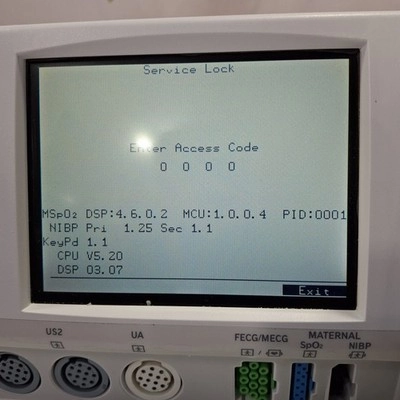 Service Lock
Enter Access Code
0 0 0 0
MSpO₂ DSP:4.6.0.2 MCU:1.0.0.4 PID:0001
NIBP Pri 1.25 Sec 1.1
KeyPd 1.1
CPU V5.20
DSP 03.07
Exit
US2
UA
FECG/MECG
MATERNAL
SpO₂
NIBP